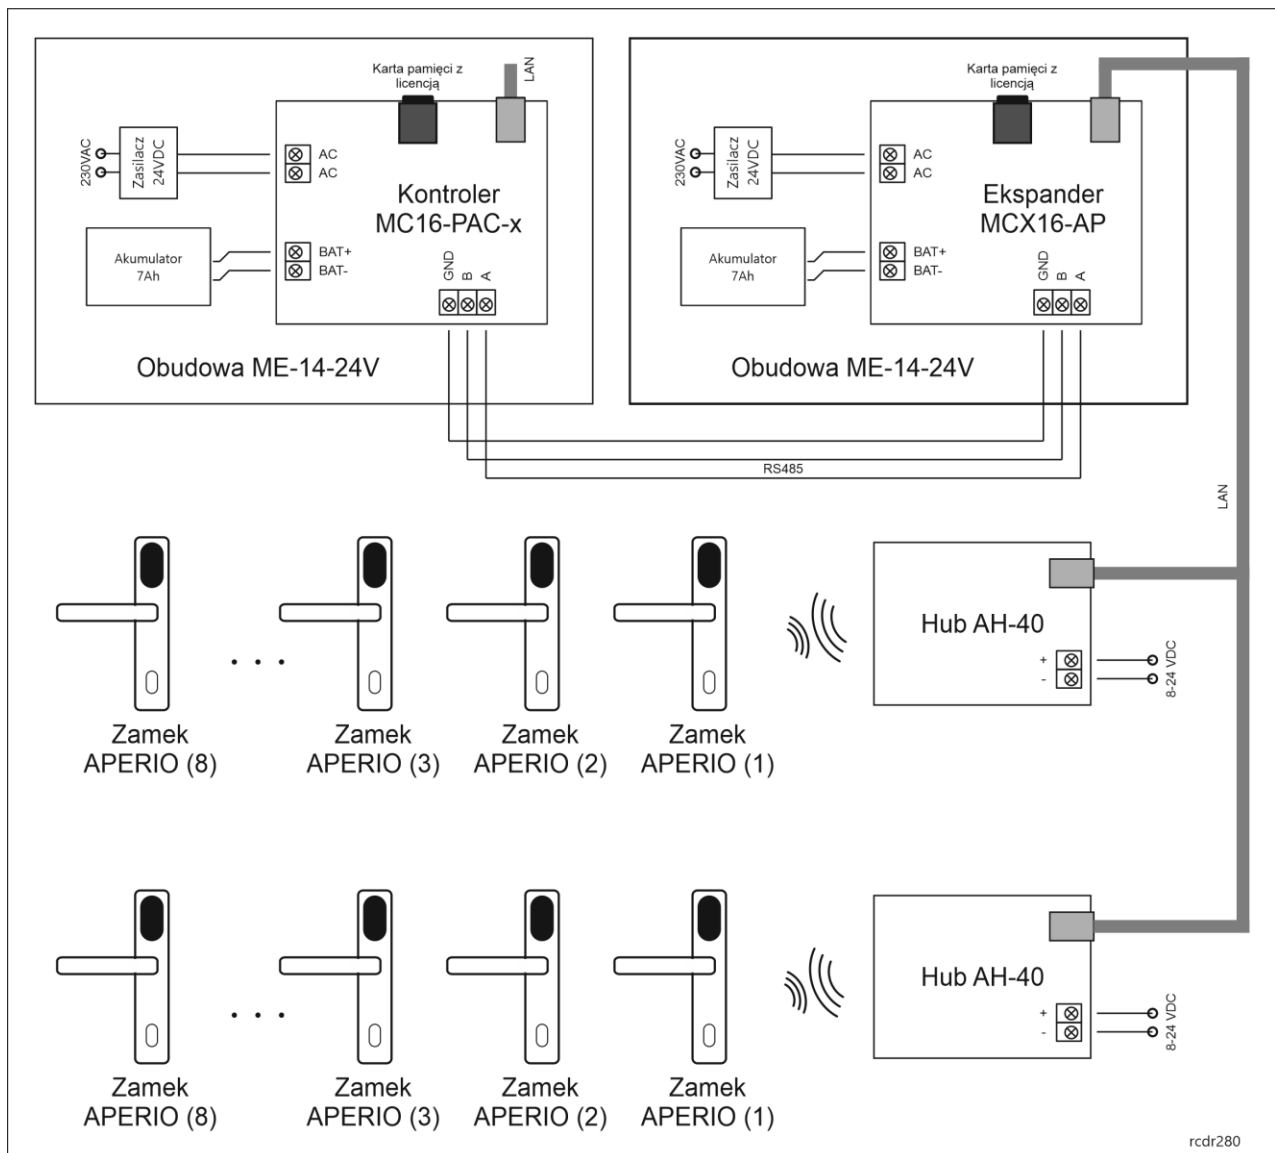 Karta pamięci z
licencją
LAN
230VAC
Zasilacz
24VDC
AC
AC
Kontroler
MC16-PAC-x
Akumulator
7Ah
BAT+
BAT-
GND
B
A
Obudowa ME-14-24V
Karta pamięci z
licencją
230VAC
Zasilacz
24VDC
AC
AC
Ekspander
MCX16-AP
Akumulator
7Ah
BAT+
BAT-
GND
B
A
Obudowa ME-14-24V
RS485
LAN
Hub AH-40
+
-
8-24 VDC
. . .
Zamek
APERIO (8)
Zamek
APERIO (3)
Zamek
APERIO (2)
Zamek
APERIO (1)
Hub AH-40
+
-
8-24 VDC
. . .
Zamek
APERIO (8)
Zamek
APERIO (3)
Zamek
APERIO (2)
Zamek
APERIO (1)
rcdr280